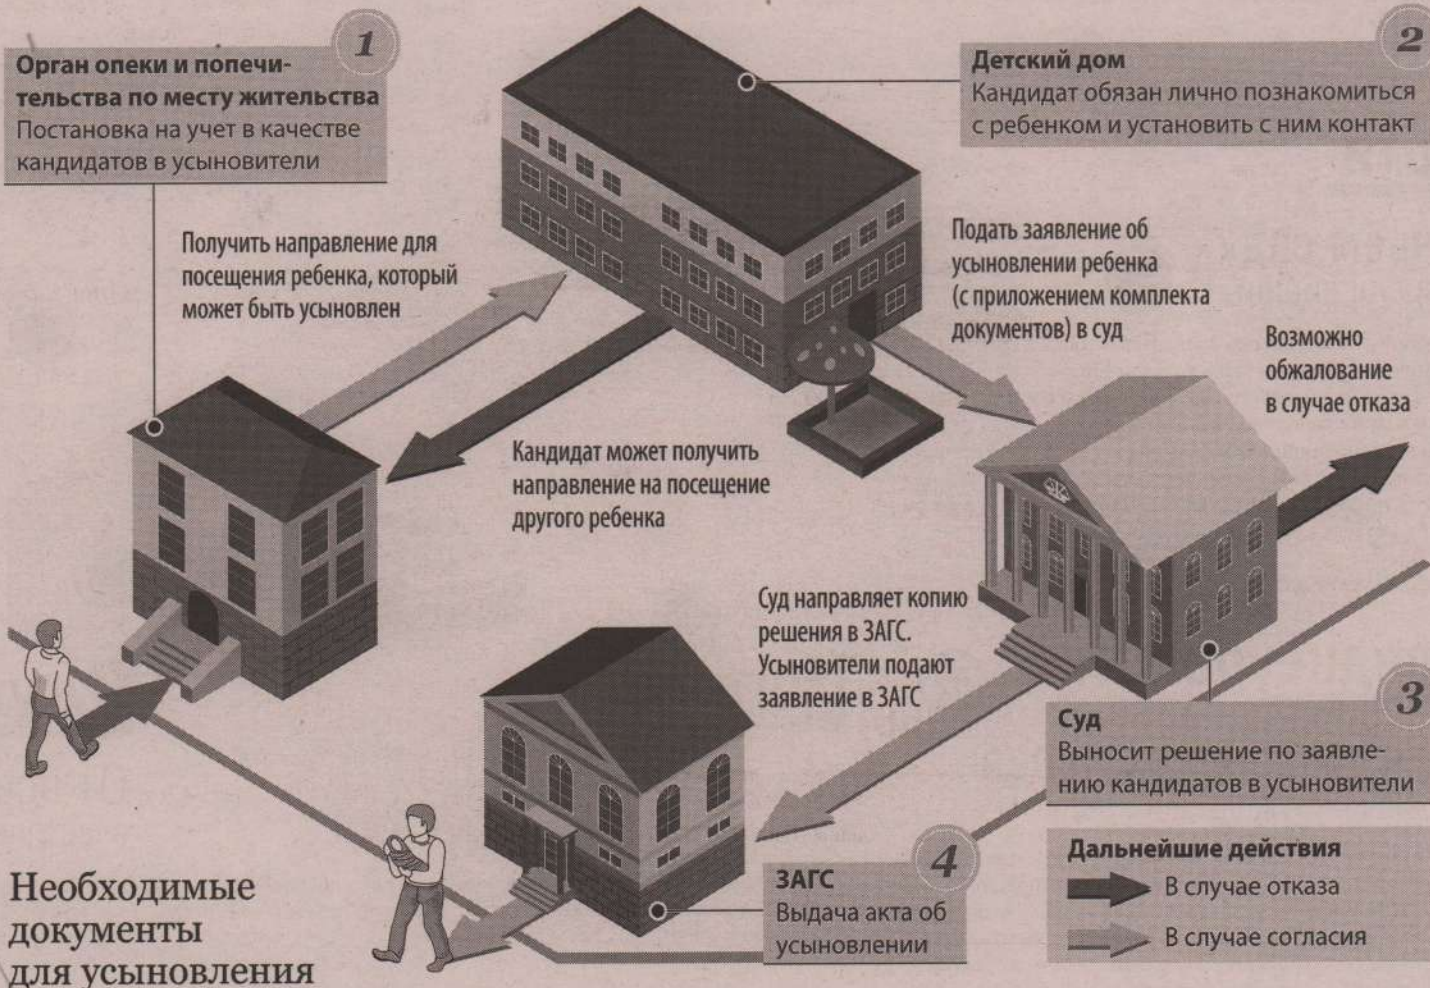 1
Орган опеки и попечи-
тельства по месту жительства
Постановка на учет в качестве
кандидатов в усыновители
2
Детский дом
Кандидат обязан лично познакомиться
с ребенком и установить с ним контакт
Получить направление для
посещения ребенка, который
может быть усыновлен
Подать заявление об
усыновлении ребенка
(с приложением комплекта
документов) в суд
Возможно
обжалование
в случае отказа
Кандидат может получить
направление на посещение
другого ребенка
Суд направляет копию
решения в ЗАГС.
Усыновители подают
заявление в ЗАГС
3
Суд
Выносит решение по заявле-
нию кандидатов в усыновители
4
ЗАГС
Выдача акта об
усыновлении
Дальнейшие действия
В случае отказа
В случае согласия
Необходимые
документы
для усыновления